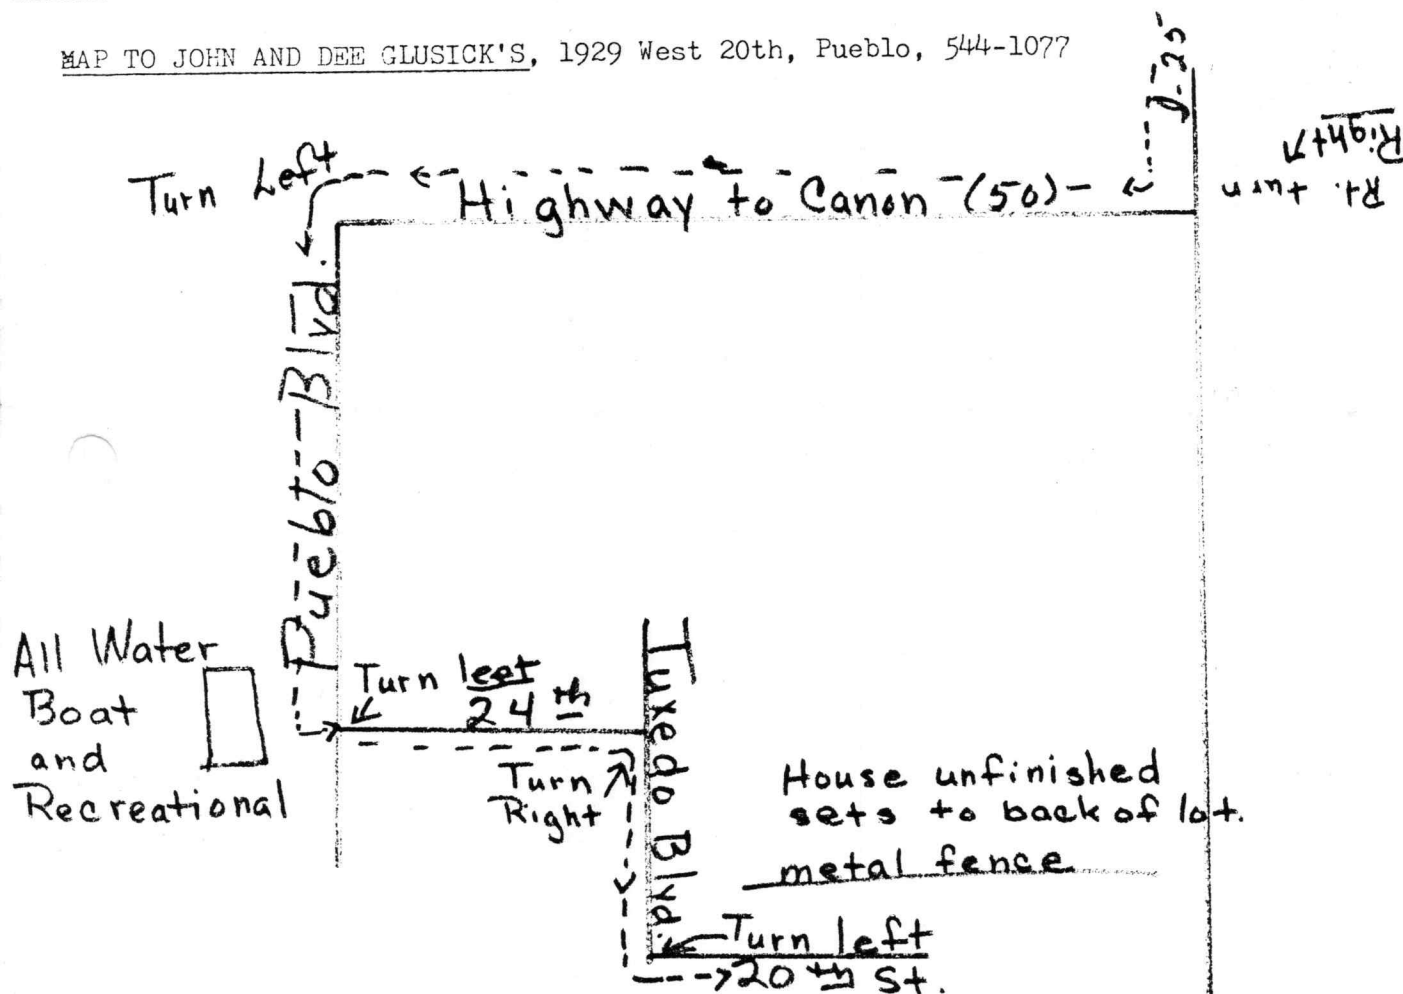 MAP TO JOHN AND DEE GLUSICK'S, 1929 West 20th, Pueblo, 544-1077
I-25
Rt. turn
Right
Turn Left
Highway to Canon (50)
Pueblo Blvd.
All Water
Boat
and
Recreational
Turn left
24th
Turn
Right
Tuxedo Blvd.
House unfinished
sets to back of lot.
metal fence
Turn left
20th St.